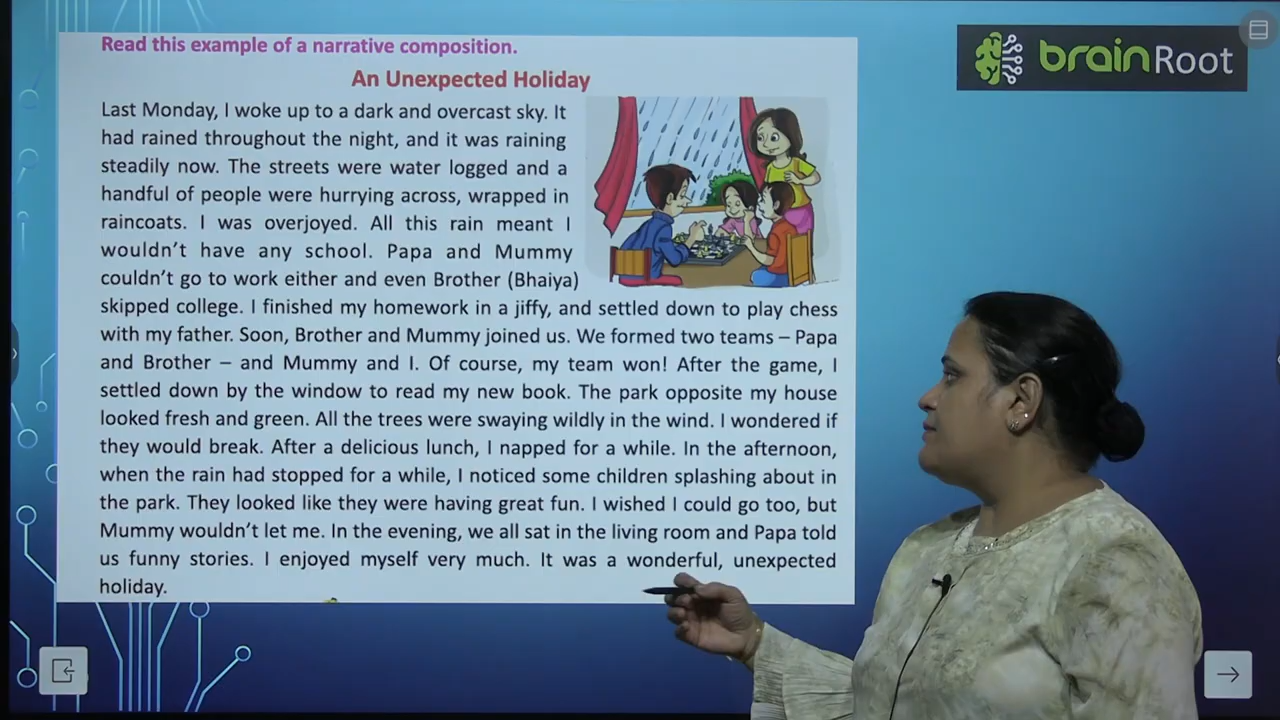 Read this example of a narrative composition.
An Unexpected Holiday
Last Monday, I woke up to a dark and overcast sky. It
had rained throughout the night, and it was raining
steadily now. The streets were water logged and a
handful of people were hurrying across, wrapped in
raincoats. I was overjoyed. All this rain meant I
wouldn't have any school. Papa and Mummy
couldn't go to work either and even Brother (Bhaiya)
skipped college. I finished my homework in a jiffy, and settled down to play chess
with my father. Soon, Brother and Mummy joined us. We formed two teams – Papa
and Brother – and Mummy and I. Of course, my team won! After the game, I
settled down by the window to read my new book. The park opposite my house
looked fresh and green. All the trees were swaying wildly in the wind. I wondered if
they would break. After a delicious lunch, I napped for a while. In the afternoon,
when the rain had stopped for a while, I noticed some children splashing about in
the park. They looked like they were having great fun. I wished I could go too, but
Mummy wouldn't let me. In the evening, we all sat in the living room and Papa told
us funny stories. I enjoyed myself very much. It was a wonderful, unexpected
holiday.
brainRoot